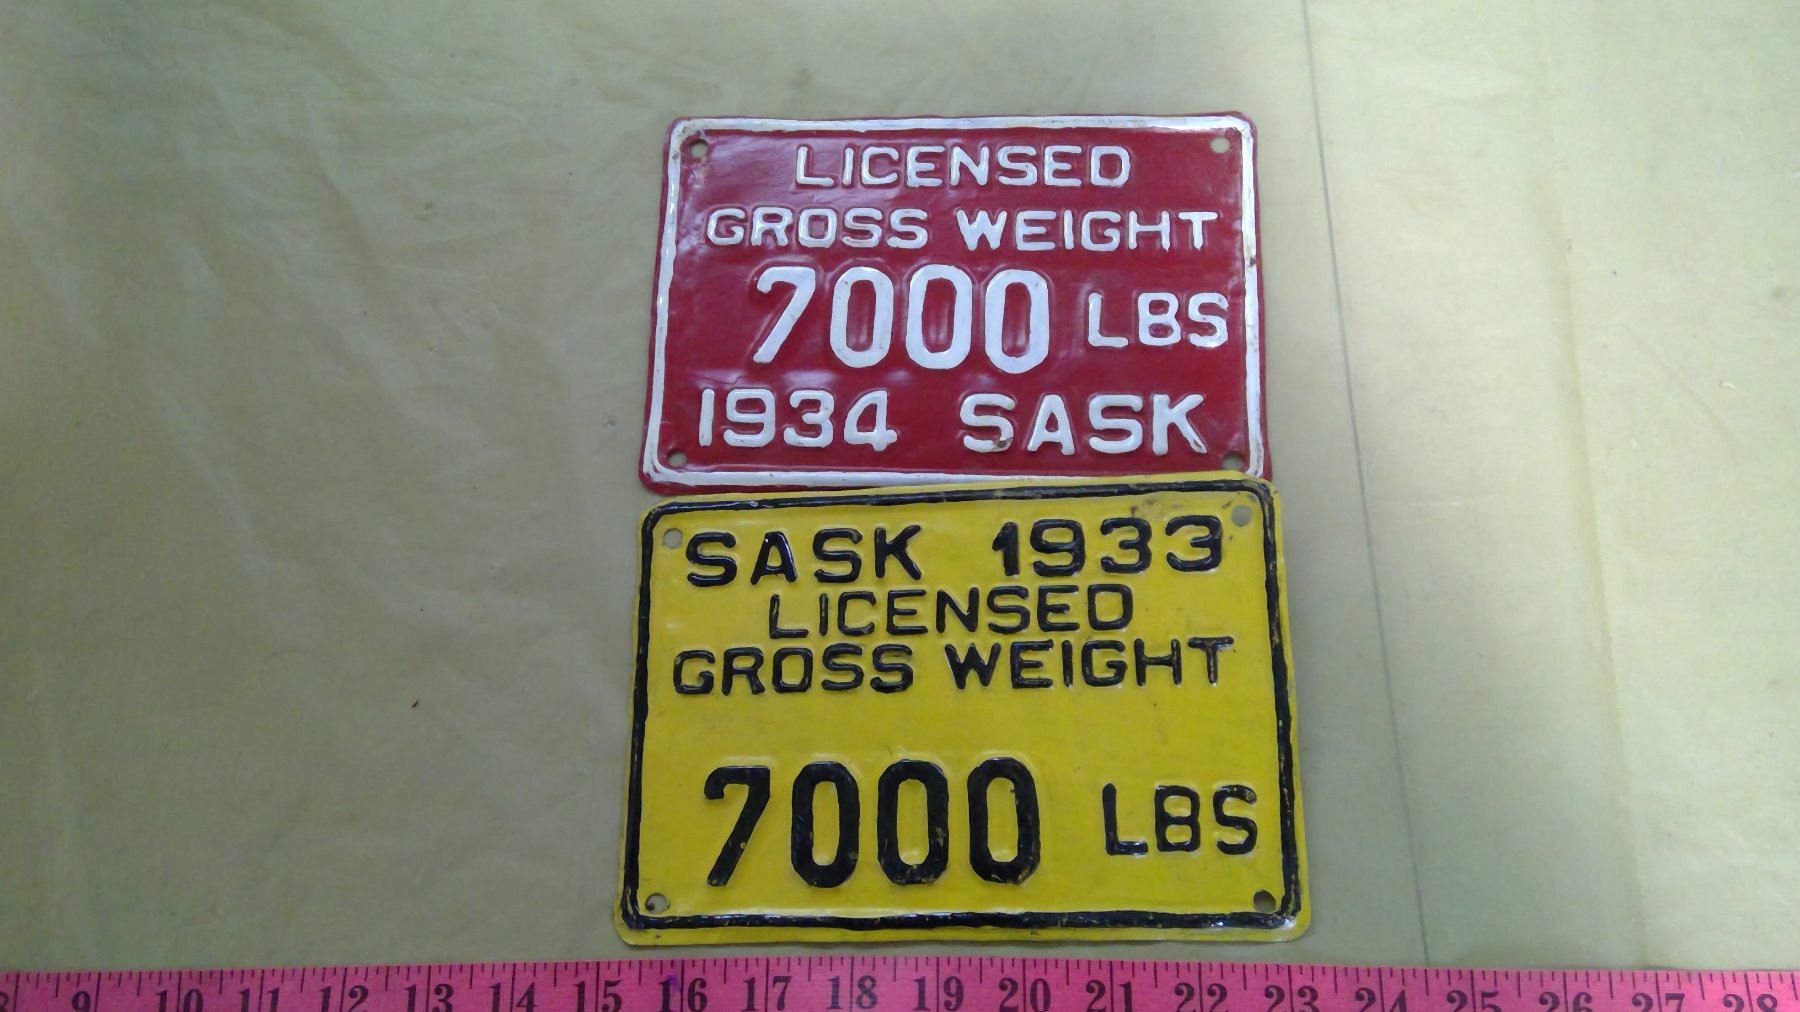 LICENSED
GROSS WEIGHT
7000 LBS
1934 SASK
SASK 1933
LICENSED
GROSS WEIGHT
7000 LBS
8 9 10 11 12 13 14 15 16 17 18 19 20 21 22 23 24 25 26 27 28